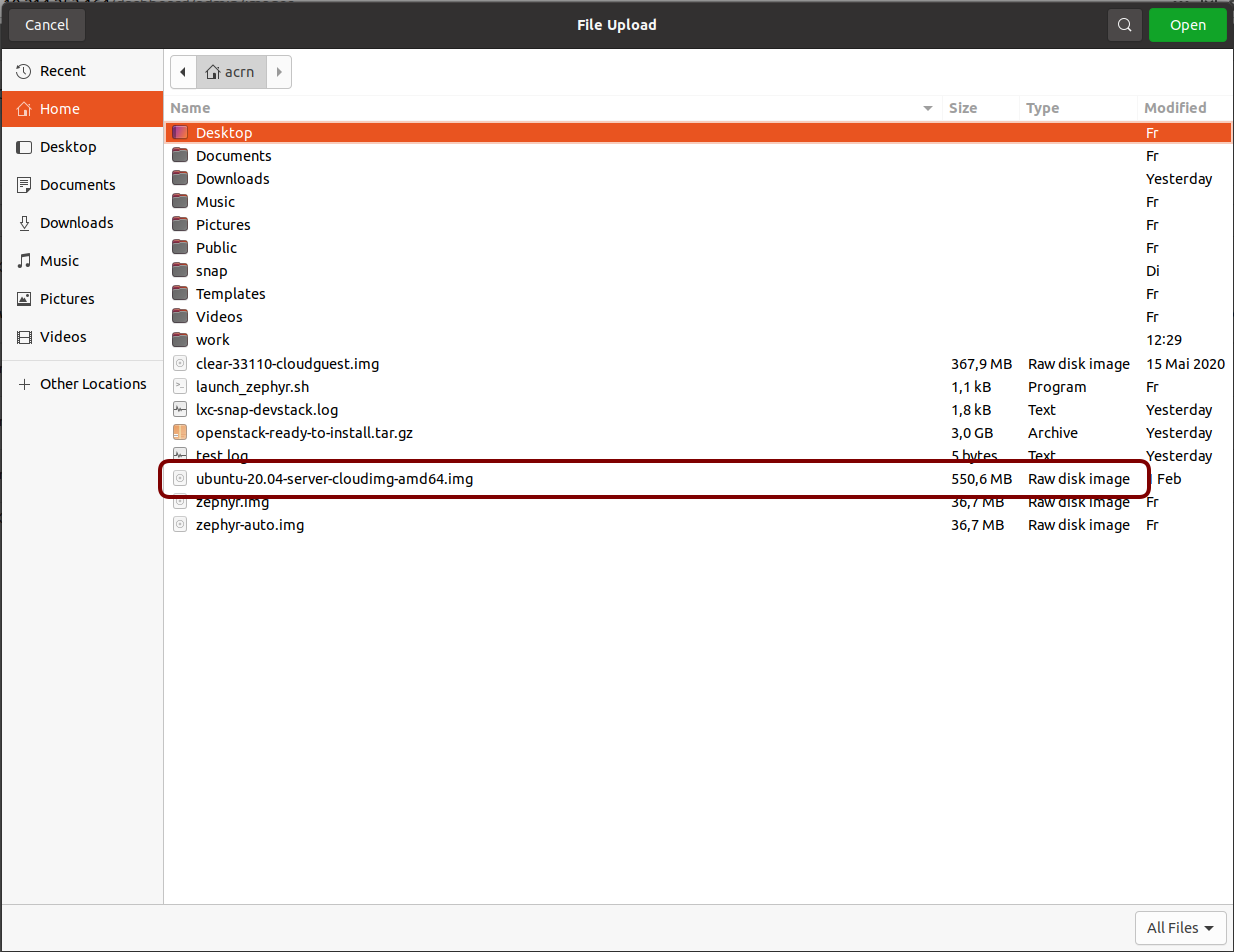 Cancel File Upload Open
Recent
Home
Desktop
Documents
Downloads
Music
Pictures
Videos
Other Locations
acrn
Name Size Type Modified
Desktop Fr
Documents Fr
Downloads Yesterday
Music Fr
Pictures Fr
Public Fr
snap Di
Templates Fr
Videos Fr
work 12:29
clear-33110-cloudguest.img 367,9 MB Raw disk image 15 Mai 2020
launch_zephyr.sh 1,1 kB Program Fr
lxc-snap-devstack.log 1,8 kB Text Yesterday
openstack-ready-to-install.tar.gz 3,0 GB Archive Yesterday
test.log 5 bytes Text Yesterday
ubuntu-20.04-server-cloudimg-amd64.img 550,6 MB Raw disk image Feb
zephyr.img 36,7 MB Raw disk image Fr
zephyr-auto.img 36,7 MB Raw disk image Fr
All Files